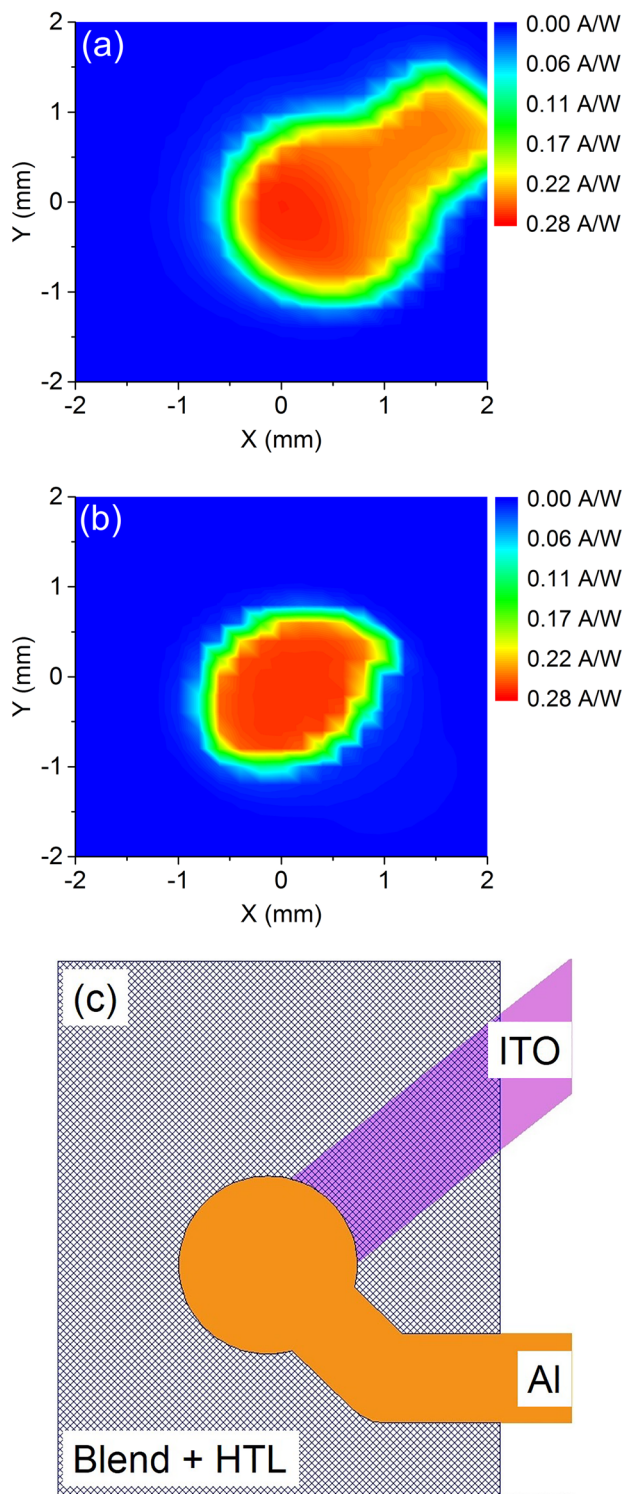 (a)
2
1
0
-1
-2
Y (mm)
-2
-1
0
1
2
X (mm)
0.00 A/W
0.06 A/W
0.11 A/W
0.17 A/W
0.22 A/W
0.28 A/W
(b)
2
1
0
-1
-2
Y (mm)
-2
-1
0
1
2
X (mm)
0.00 A/W
0.06 A/W
0.11 A/W
0.17 A/W
0.22 A/W
0.28 A/W
(c)
ITO
Al
Blend + HTL